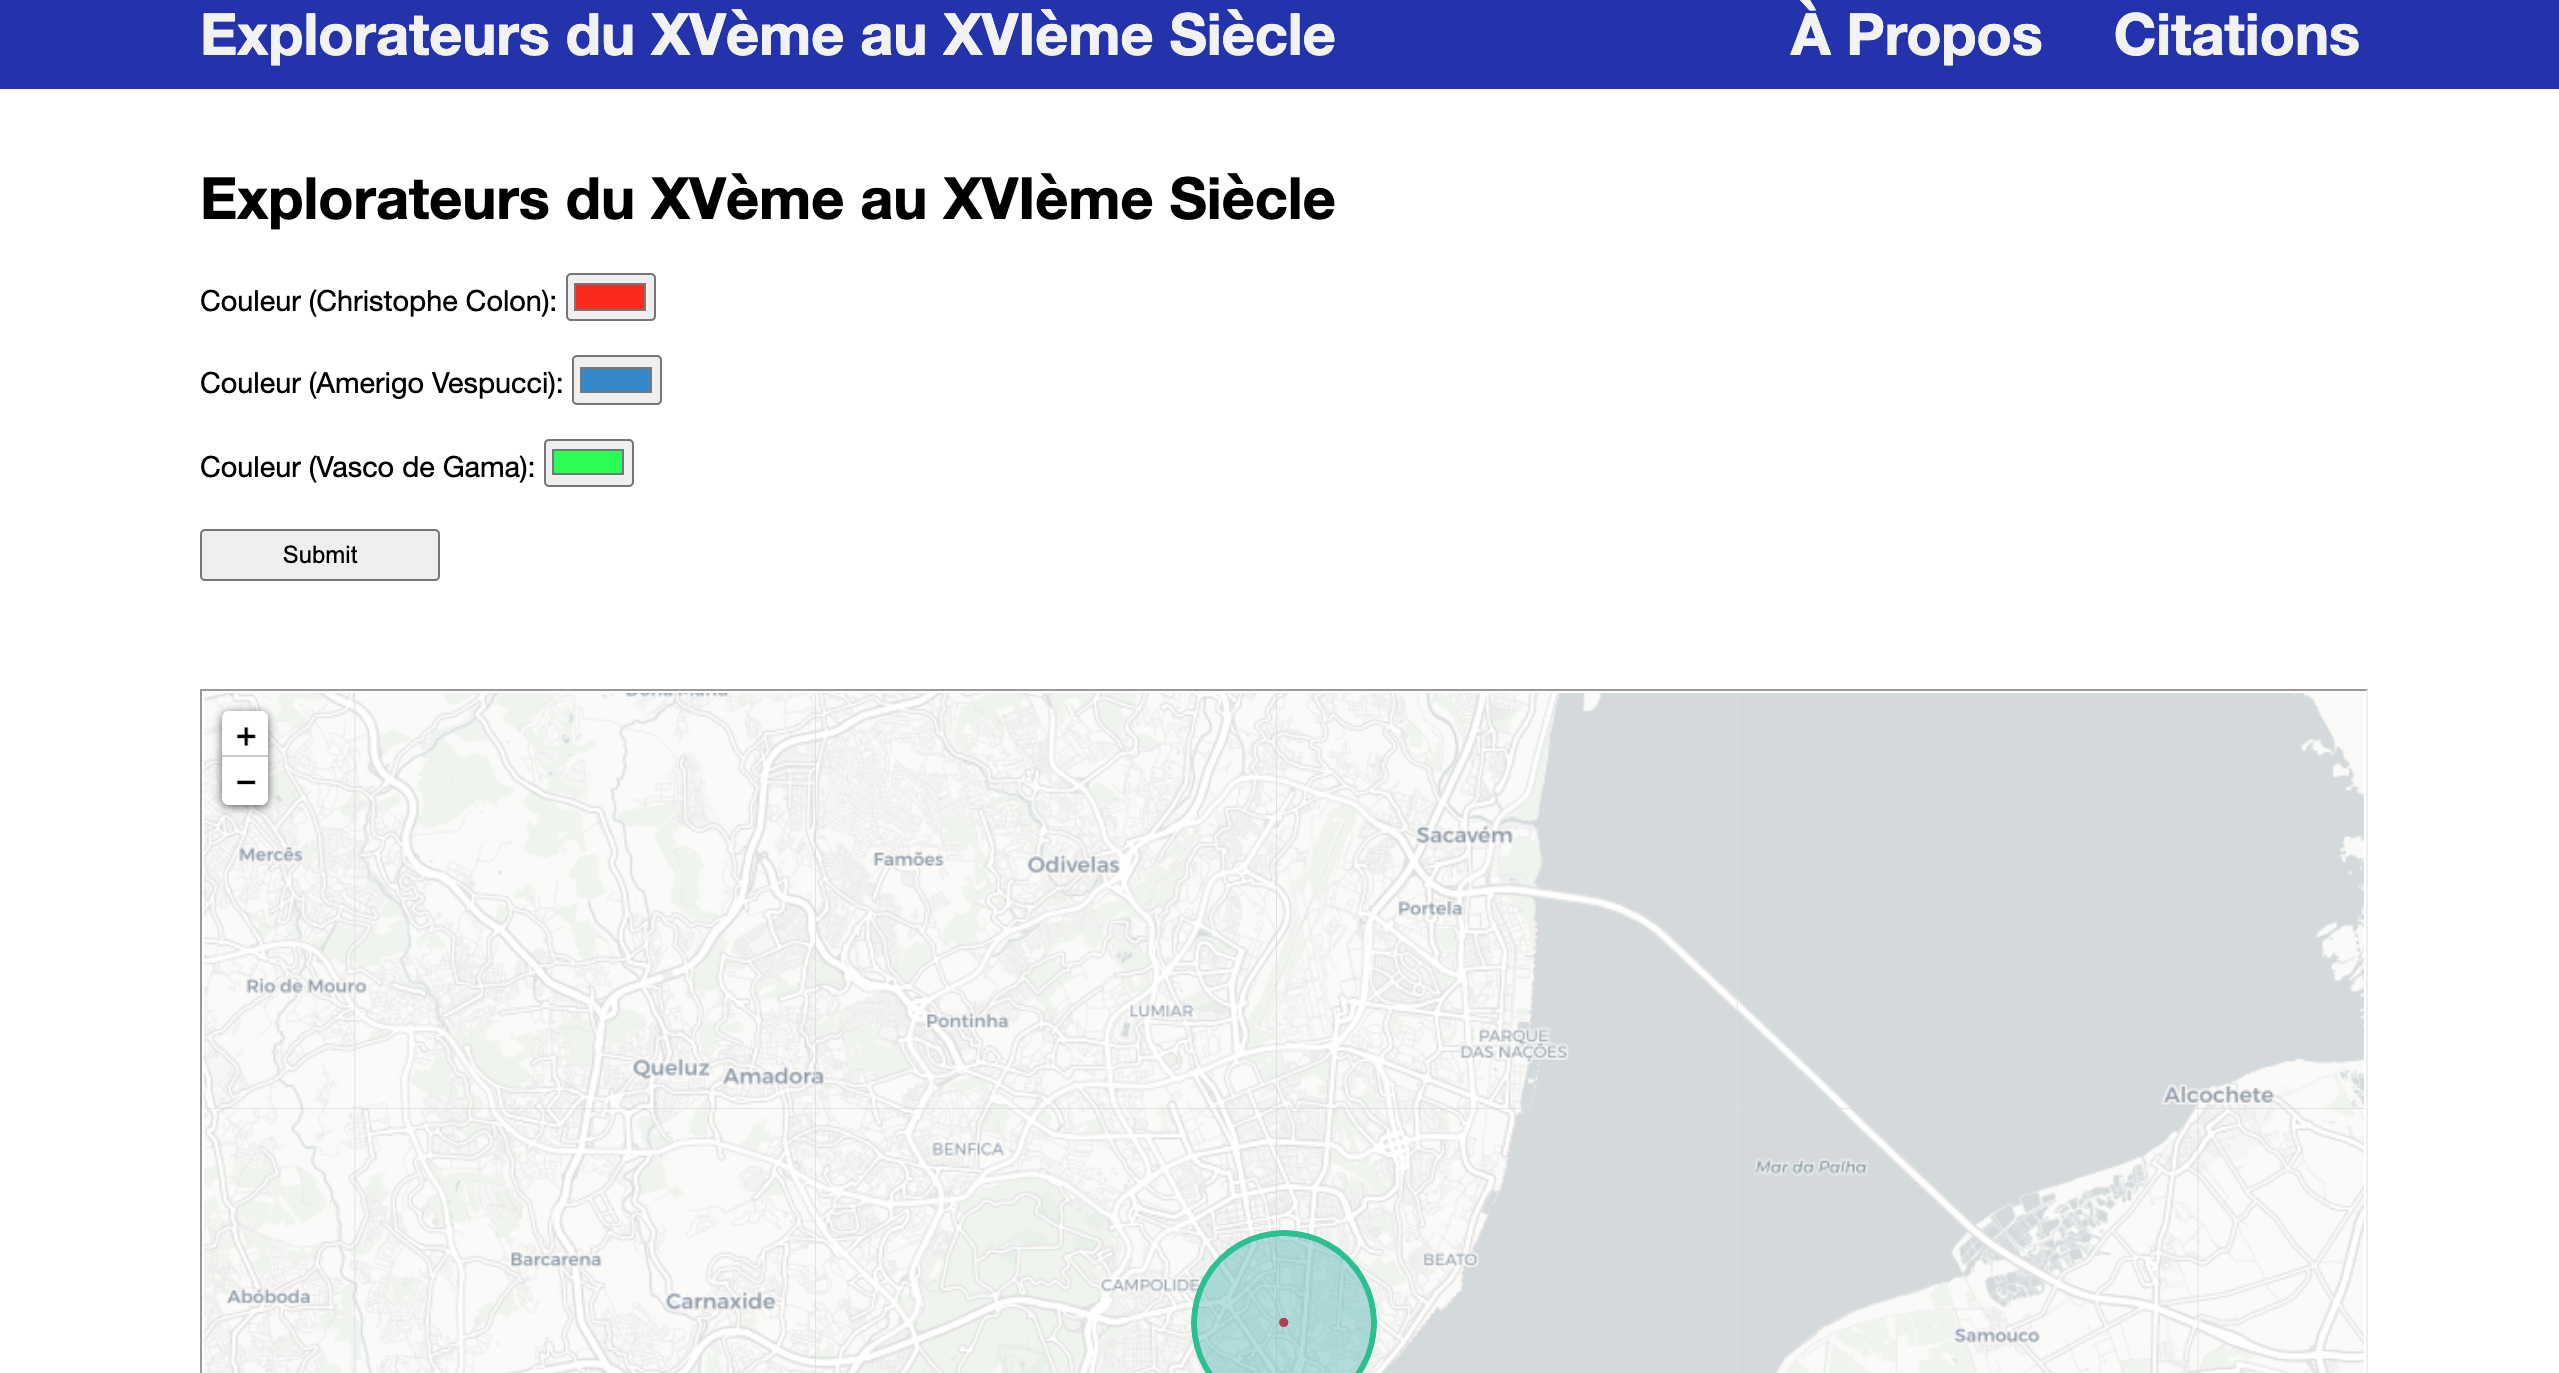 Explorateurs du XVème au XVIème Siècle
À Propos
Citations
Explorateurs du XVème au XVIème Siècle
Couleur (Christophe Colon):
Couleur (Amerigo Vespucci):
Couleur (Vasco de Gama):
Submit
+
−
Sacavém
Mercês
Famões
Odivelas
Portela
Rio de Mouro
LUMIAR
Pontinha
PARQUE
DAS NAÇÕES
Queluz
Amadora
Alcochete
BENFICA
Mar da Palha
Barcarena
BEATO
CAMPOLIDE
Abóboda
Carnaxide
Samouco